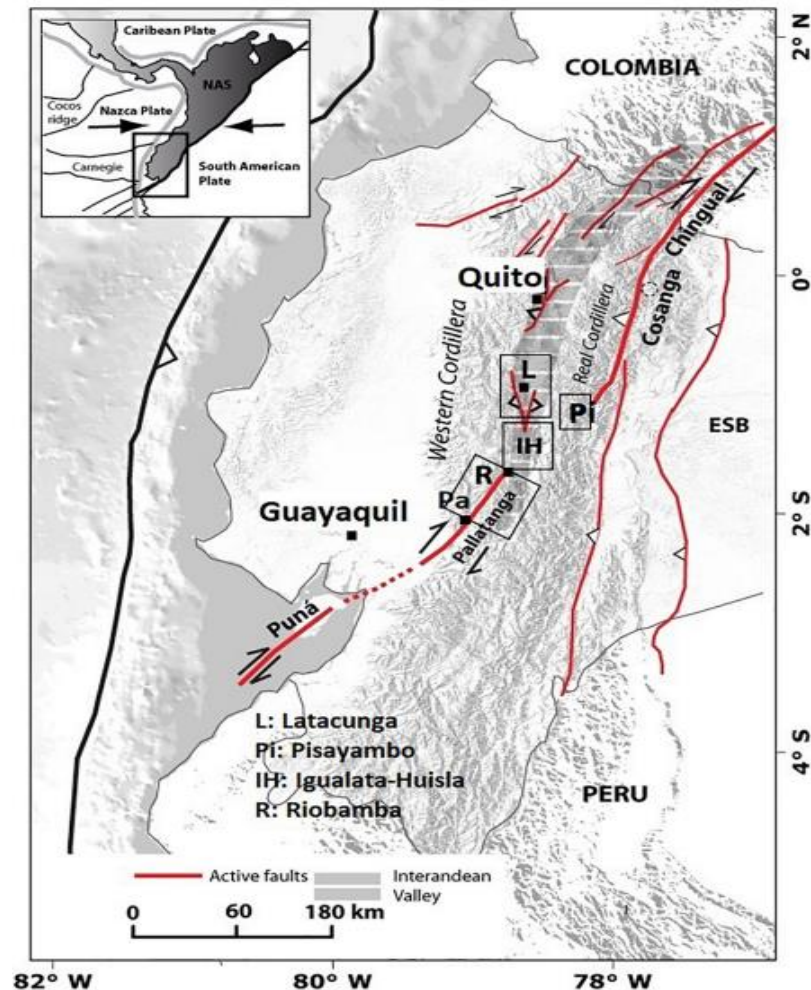 Caribbean Plate
NAS
Cocos
ridge
Nazca Plate
Carnegie
South American
Plate
2° N
COLOMBIA
Chingual
Cosanga
0°
Quito
Western Cordillera
Real Cordillera
L
Pi
ESB
IH
R
Pa
Pallatanga
2°S
Guayaquil
Puná
L: Latacunga
Pi: Pisayambo
IH: Igualata-Huisla
R: Riobamba
4°S
PERU
Active faults
Interandean
Valley
0 60 180 km
82° W 80° W 78° W